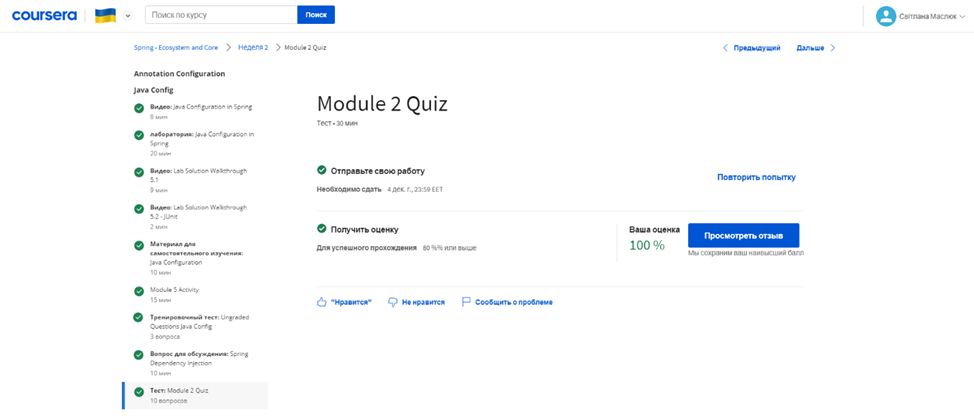 coursera
Поиск по курсу
Поиск
Світлана Маслюк
Spring - Ecosystem and Core
Неделя 2
Module 2 Quiz
Предыдущий
Дальше
Annotation Configuration
Java Config
Видео: Java Configuration in Spring
8 мин
лаборатория: Java Configuration in
Spring
20 мин
Видео: Lab Solution Walkthrough
5.1
9 мин
Видео: Lab Solution Walkthrough
5.2 - JUnit
2 мин
Материал для
самостоятельного изучения:
Java Configuration
10 мин
Module 5 Activity
15 мин
Тренировочный тест: Ungraded
Questions Java Config
3 вопроса
Вопрос для обсуждения: Spring
Dependency Injection
10 мин
Тест: Module 2 Quiz
10 вопросов
Module 2 Quiz
Тест • 30 мин
Отправьте свою работу
Необходимо сдать 4 дек. г., 23:59 EET
Повторить попытку
Получить оценку
Для успешного прохождения 80 %% или выше
Ваша оценка
100 %
Просмотреть отзыв
Мы сохраним ваш наивысший балл
"Нравится"
Не нравится
Сообщить о проблеме